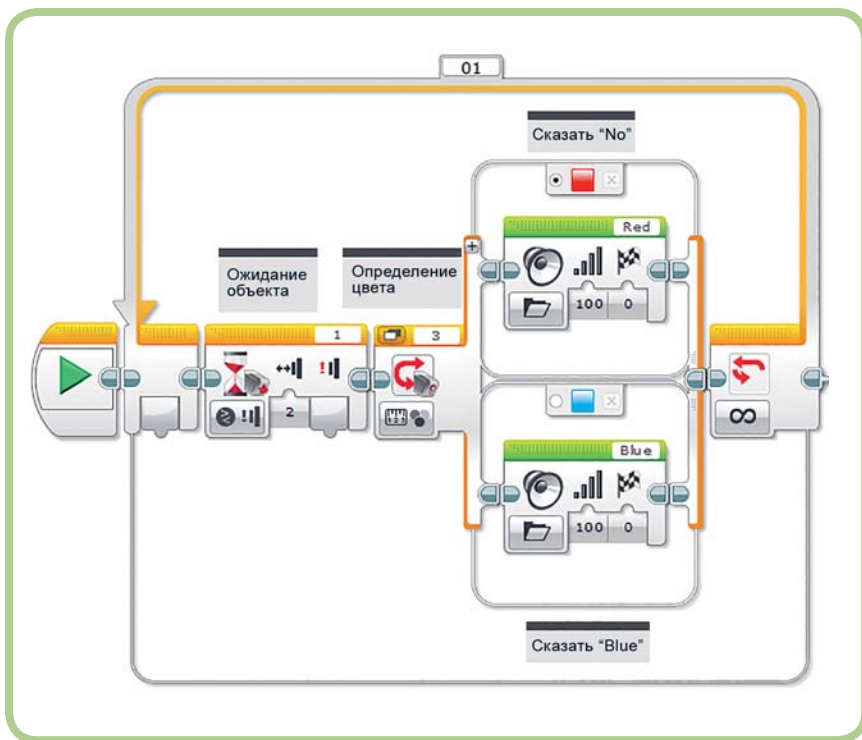 01
Сказать "No"
Red
100 0
Ожидание
объекта
Определение
цвета
1
3
2
Blue
100 0
Сказать "Blue"